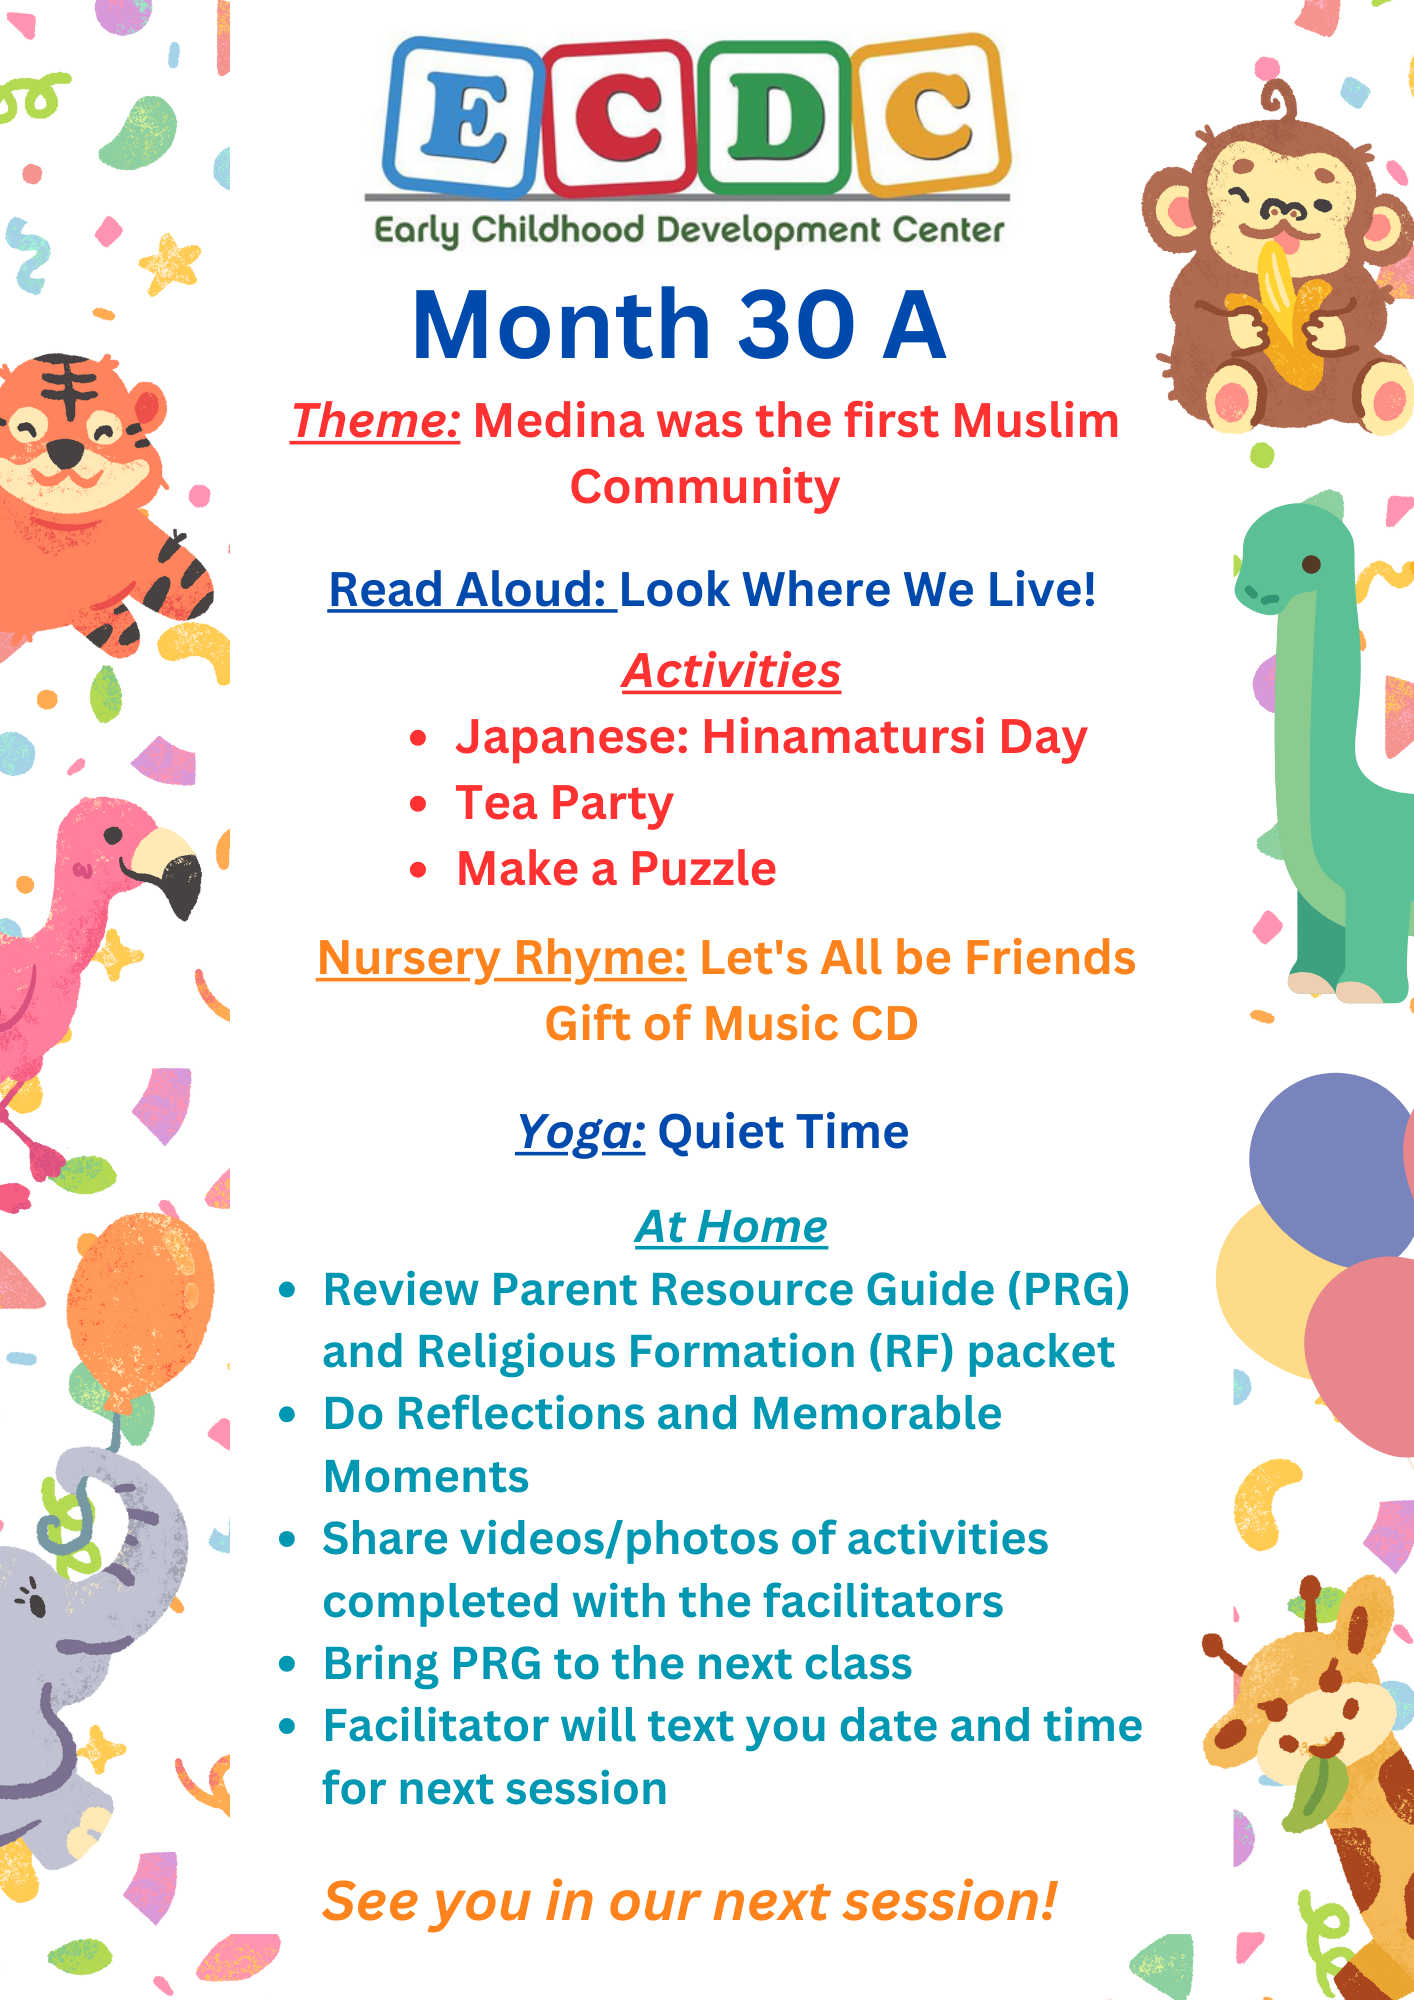 ECDC
Early Childhood Development Center
Month 30 A
Theme: Medina was the first Muslim
Community
Read Aloud: Look Where We Live!
Activities
• Japanese: Hinamatursi Day
• Tea Party
• Make a Puzzle
Nursery Rhyme: Let's All be Friends
Gift of Music CD
Yoga: Quiet Time
At Home
• Review Parent Resource Guide (PRG)
and Religious Formation (RF) packet
• Do Reflections and Memorable
Moments
• Share videos/photos of activities
completed with the facilitators
• Bring PRG to the next class
• Facilitator will text you date and time
for next session
See you in our next session!